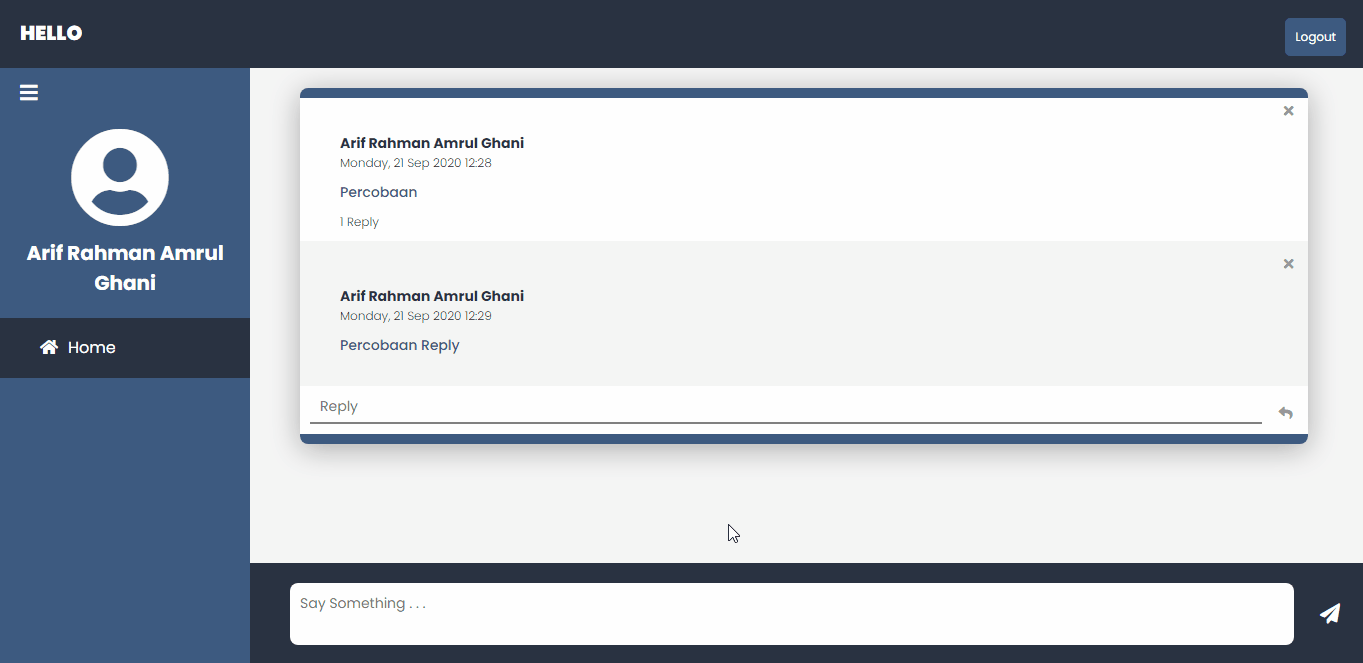 HELLO
Logout
Arif Rahman Amrul
Ghani
Home
Arif Rahman Amrul Ghani
Monday, 21 Sep 2020 12:28
Percobaan
1 Reply
Arif Rahman Amrul Ghani
Monday, 21 Sep 2020 12:29
Percobaan Reply
Reply
Say Something . . .